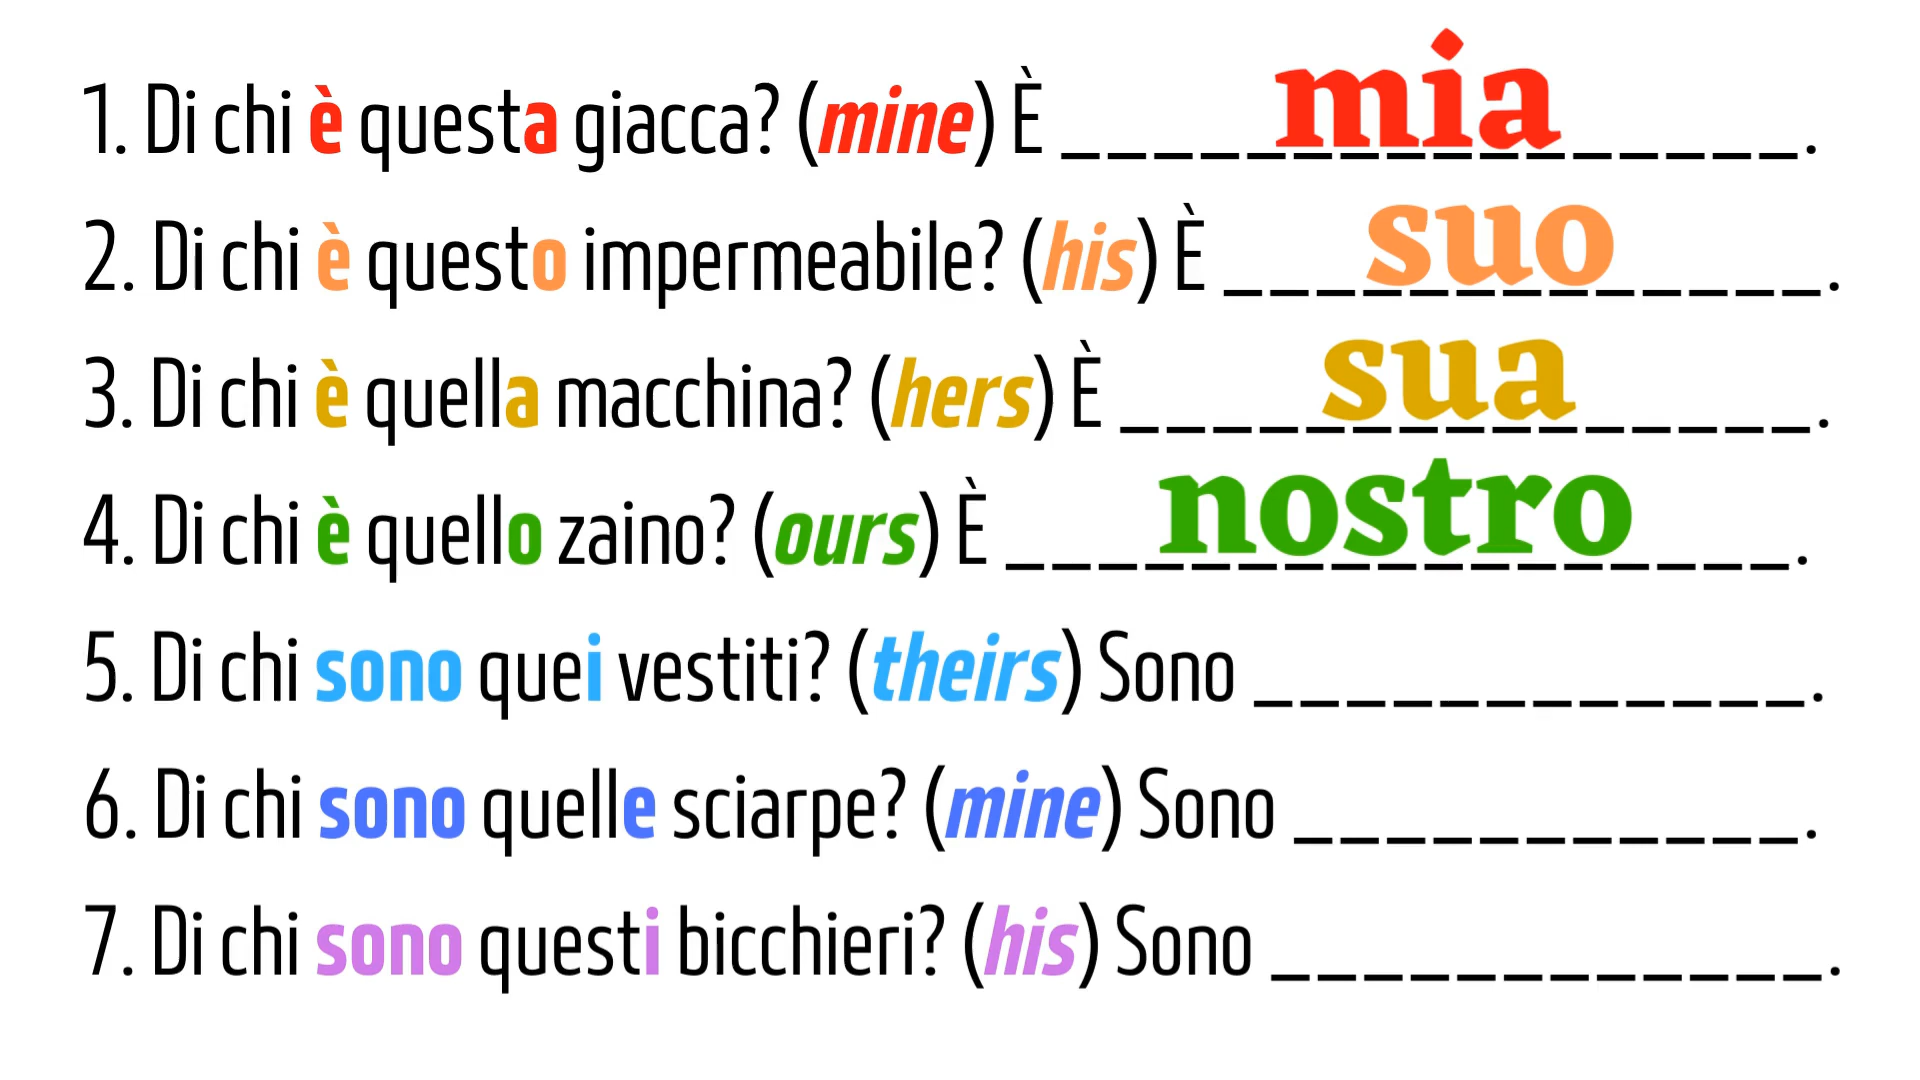 1. Di chi è questa giacca? (mine) È mia.
2. Di chi è questo impermeabile? (his) È suo.
3. Di chi è quella macchina? (hers) È sua.
4. Di chi è quello zaino? (ours) È nostro.
5. Di chi sono quei vestiti? (theirs) Sono ____________.
6. Di chi sono quelle sciarpe? (mine) Sono ___________.
7. Di chi sono questi bicchieri? (his) Sono ____________.